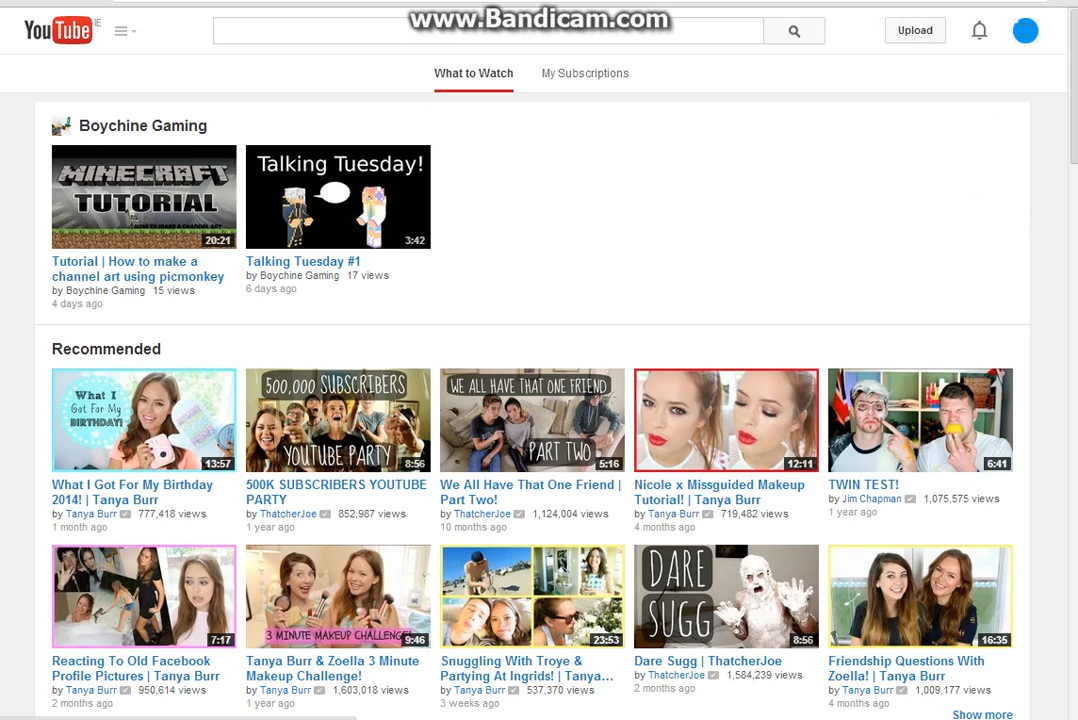 www.Bandicam.com
YouTube IE
Upload
What to Watch My Subscriptions
Boychine Gaming
MINECRAFT
TUTORIAL
HOW TO MAKE A CHANNEL ART
20:21
Talking Tuesday!
3:42
Tutorial | How to make a
channel art using picmonkey
by Boychine Gaming 15 views
4 days ago
Talking Tuesday #1
by Boychine Gaming 17 views
6 days ago
Recommended
What I
Got For My
BIRTHDAY!
13:57
500,000 SUBSCRIBERS
YOUTUBE
PARTY
8:56
WE ALL HAVE THAT ONE FRIEND
PART TWO
5:16
12:11
6:41
What I Got For My Birthday
2014! | Tanya Burr
by Tanya Burr 777,418 views
1 month ago
500K SUBSCRIBERS YOUTUBE
PARTY
by ThatcherJoe 852,987 views
1 year ago
We All Have That One Friend |
Part Two!
by ThatcherJoe 1,124,004 views
10 months ago
Nicole x Missguided Makeup
Tutorial! | Tanya Burr
by Tanya Burr 719,482 views
4 months ago
TWIN TEST!
by Jim Chapman 1,075,575 views
1 year ago
7:17
3 MINUTE MAKEUP CHALLENGE!
9:46
23:53
DARE
SUGG
8:56
16:35
Reacting To Old Facebook
Profile Pictures | Tanya Burr
by Tanya Burr 950,614 views
2 months ago
Tanya Burr & Zoella 3 Minute
Makeup Challenge!
by Tanya Burr 1,603,018 views
1 year ago
Snuggling With Troye &
Partying At Ingrids! | Tanya...
by Tanya Burr 537,370 views
3 weeks ago
Dare Sugg | ThatcherJoe
by ThatcherJoe 1,584,239 views
2 months ago
Friendship Questions With
Zoella! | Tanya Burr
by Tanya Burr 1,009,177 views
4 months ago
Show more